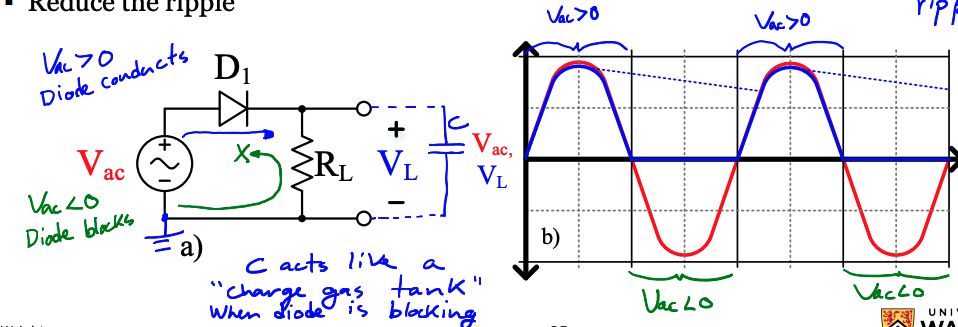 ▪ Reduce the ripple
Vac>0
Diode conducts
D1
Vac
RL
+
VL
−
C
X
Vac<0
Diode blocks
a)
C acts like a
"charge gas tank"
When diode is blocking
Vac>0
Vac>0
Vac,
VL
b)
Vac<0
Vac<0